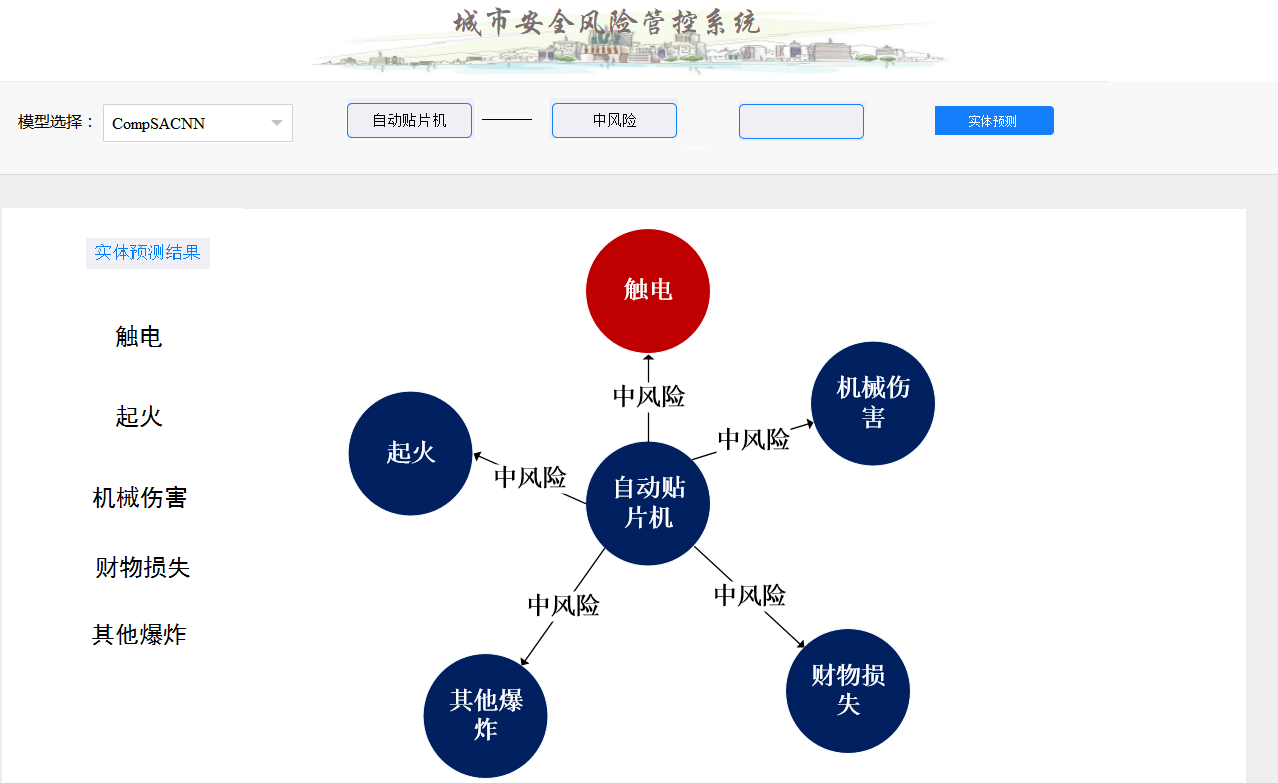 城市安全风险管控系统
模型选择：
CompSACNN
自动贴片机
中风险
实体预测
实体预测结果
触电
起火
机械伤害
财物损失
其他爆炸
触电
中风险
机械伤
害
中风险
起火
中风险
自动贴
片机
中风险
中风险
财物损
失
其他爆
炸